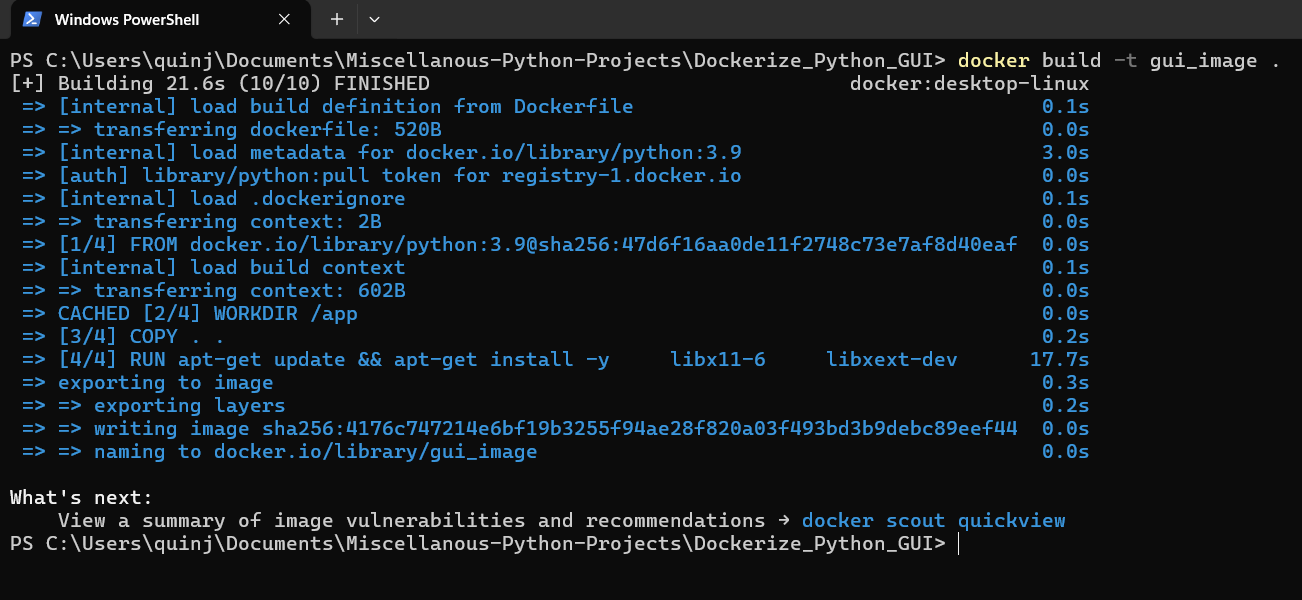 Windows PowerShell
PS C:\Users\quinj\Documents\Miscellanous-Python-Projects\Dockerize_Python_GUI> docker build -t gui_image .
[+] Building 21.6s (10/10) FINISHED docker:desktop-linux
=> [internal] load build definition from Dockerfile 0.1s
=> => transferring dockerfile: 520B 0.0s
=> [internal] load metadata for docker.io/library/python:3.9 3.0s
=> [auth] library/python:pull token for registry-1.docker.io 0.0s
=> [internal] load .dockerignore 0.1s
=> => transferring context: 2B 0.0s
=> [1/4] FROM docker.io/library/python:3.9@sha256:47d6f16aa0de11f2748c73e7af8d40eaf 0.0s
=> [internal] load build context 0.1s
=> => transferring context: 602B 0.0s
=> CACHED [2/4] WORKDIR /app 0.0s
=> [3/4] COPY . . 0.2s
=> [4/4] RUN apt-get update && apt-get install -y     libx11-6     libxext-dev 17.7s
=> exporting to image 0.3s
=> => exporting layers 0.2s
=> => writing image sha256:4176c747214e6bf19b3255f94ae28f820a03f493bd3b9debc89eef44 0.0s
=> => naming to docker.io/library/gui_image 0.0s
What's next:
View a summary of image vulnerabilities and recommendations → docker scout quickview
PS C:\Users\quinj\Documents\Miscellanous-Python-Projects\Dockerize_Python_GUI>